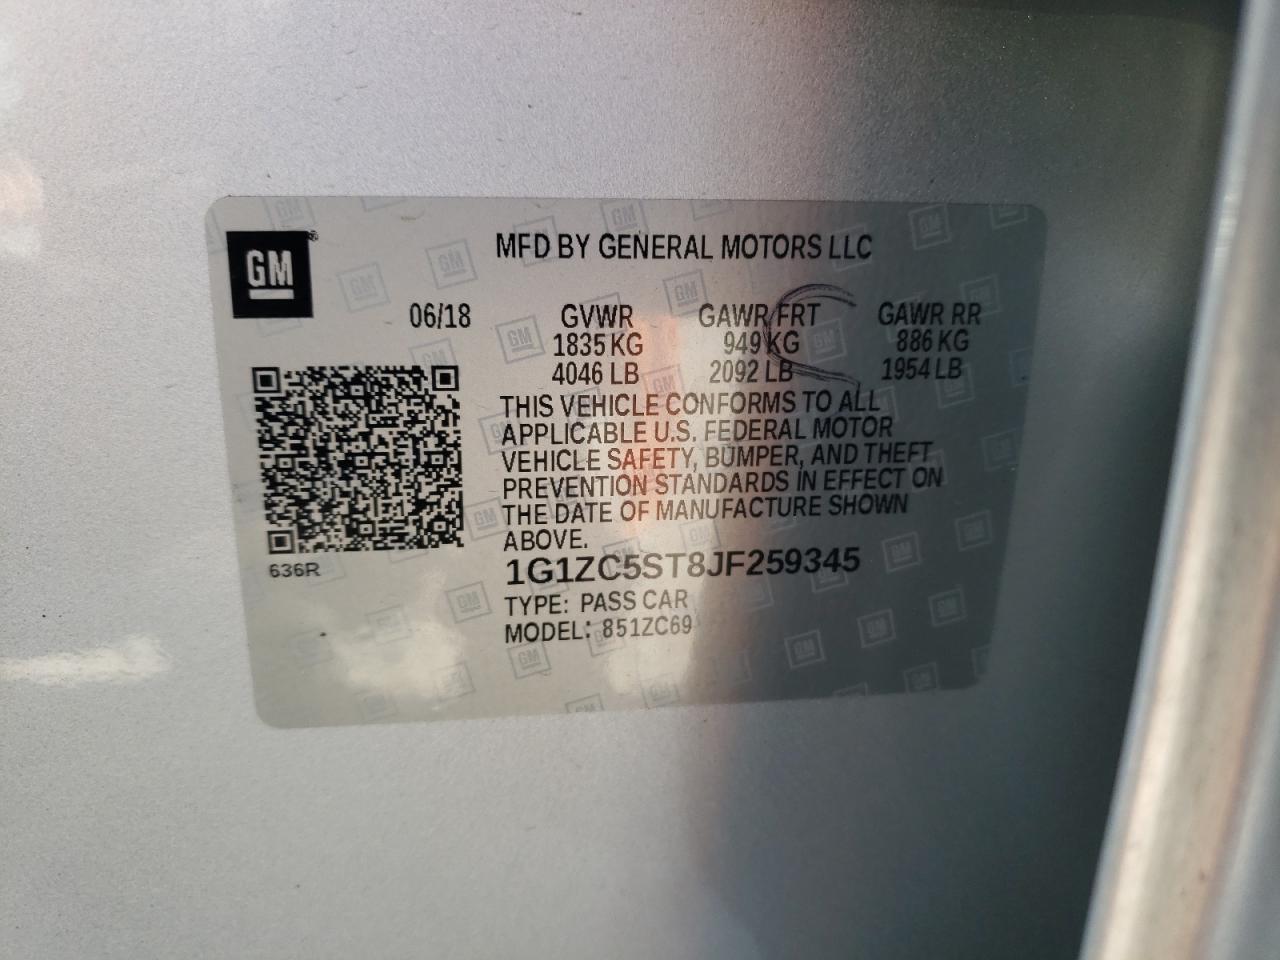 GM
MFD BY GENERAL MOTORS LLC
06/18 GVWR GAWR FRT GAWR RR
1835 KG 949 KG 886 KG
4046 LB 2092 LB 1954 LB
THIS VEHICLE CONFORMS TO ALL
APPLICABLE U.S. FEDERAL MOTOR
VEHICLE SAFETY, BUMPER, AND THEFT
PREVENTION STANDARDS IN EFFECT ON
THE DATE OF MANUFACTURE SHOWN
ABOVE.
636R
1G1ZC5ST8JF259345
TYPE: PASS CAR
MODEL: 851ZC69